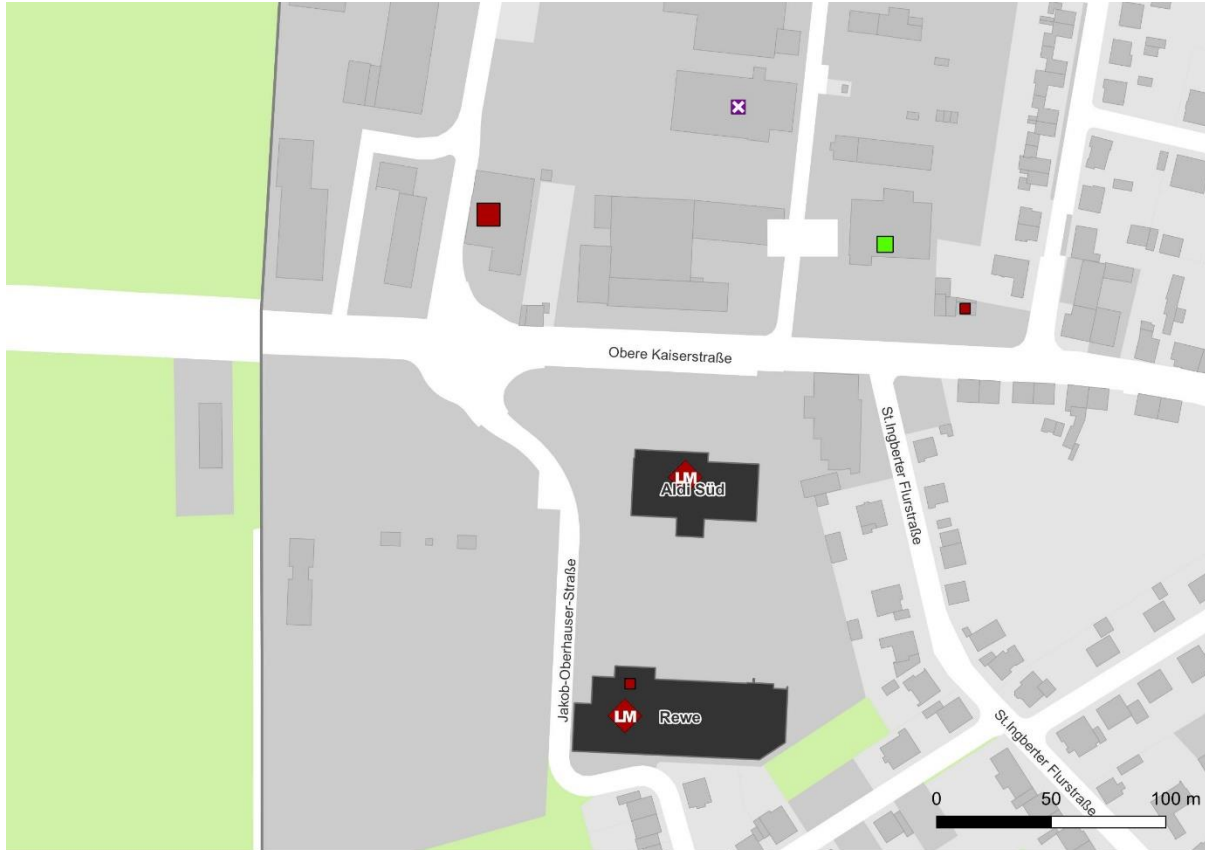 Obere Kaiserstraße
St.Ingberter Flurstraße
LM
Aldi Süd
Jakob-Oberhauser-Straße
LM
Rewe
St.Ingberter Flurstraße
0 50 100 m